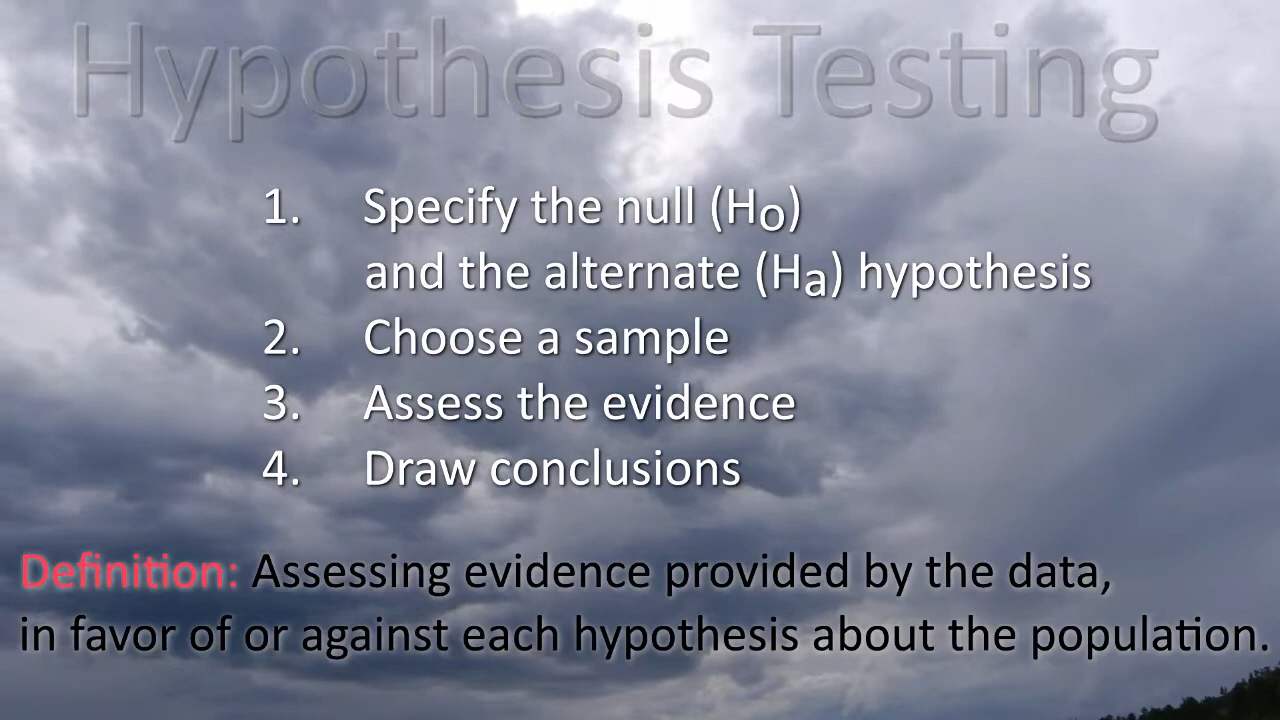 Hypothesis Testing
1. Specify the null (Ho)
and the alternate (Ha) hypothesis
2. Choose a sample
3. Assess the evidence
4. Draw conclusions
Definition: Assessing evidence provided by the data,
in favor of or against each hypothesis about the population.